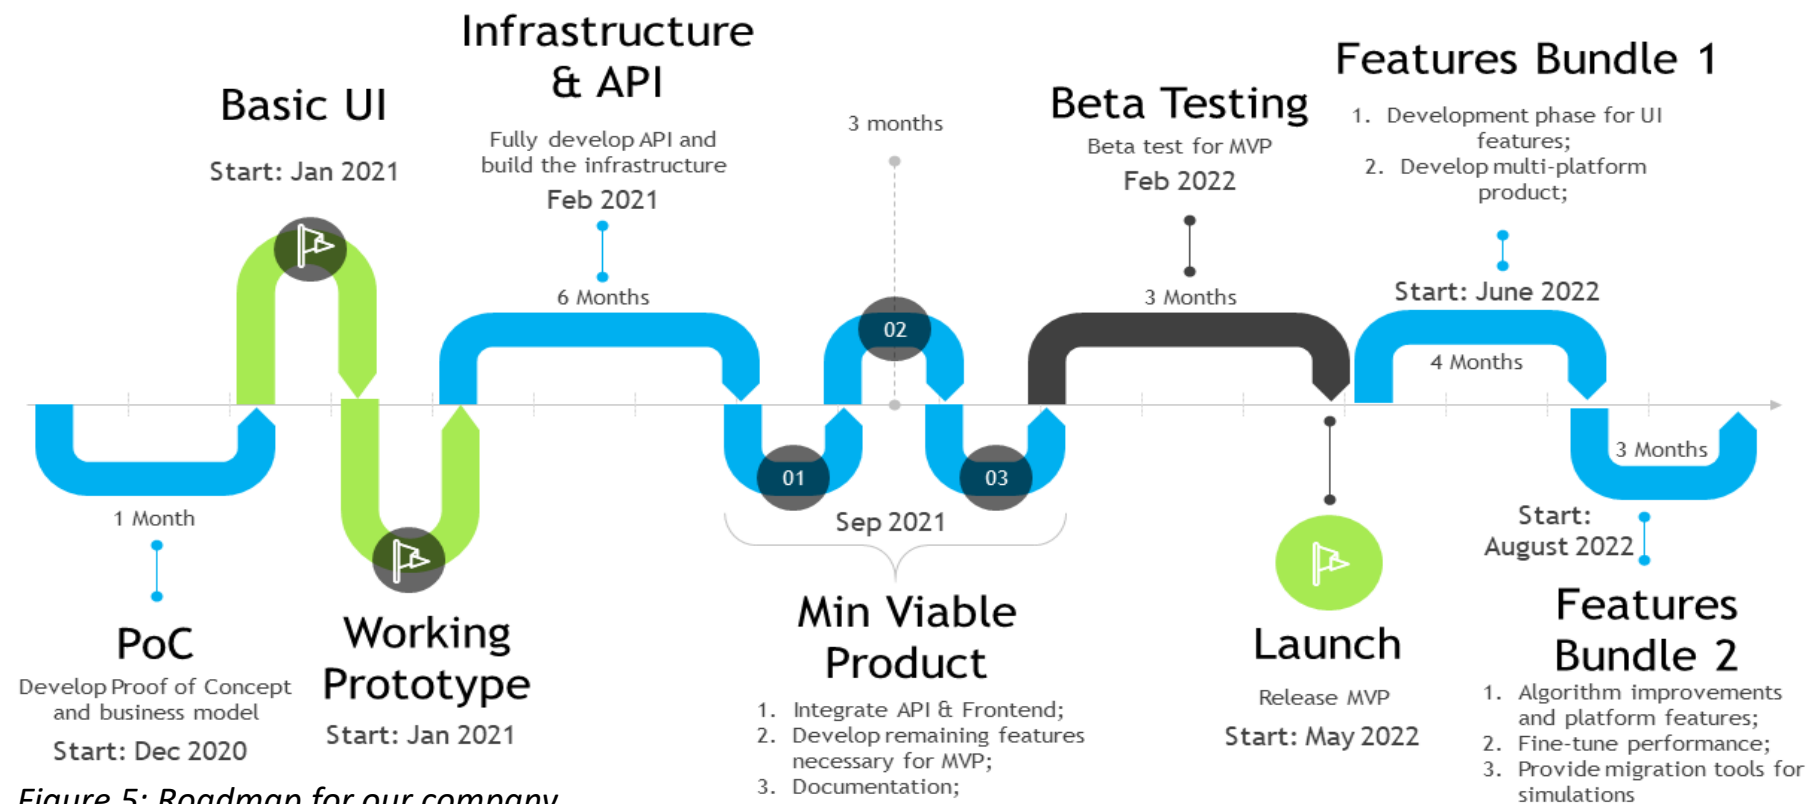 Infrastructure
& API
Fully develop API and
build the infrastructure
Feb 2021
6 Months
Basic UI
Start: Jan 2021
3 months
Beta Testing
Beta test for MVP
Feb 2022
3 Months
Features Bundle 1
1. Development phase for UI
features;
2. Develop multi-platform
product;
Start: June 2022
4 Months
02
01
03
1 Month
PoC
Develop Proof of Concept
and business model
Start: Dec 2020
Working
Prototype
Start: Jan 2021
Sep 2021
Min Viable
Product
1. Integrate API & Frontend;
2. Develop remaining features
necessary for MVP;
3. Documentation;
Launch
Release MVP
Start: May 2022
3 Months
Start:
August 2022
Features
Bundle 2
1. Algorithm improvements
and platform features;
2. Fine-tune performance;
3. Provide migration tools for
simulations
Figure 5: Roadmap for our company